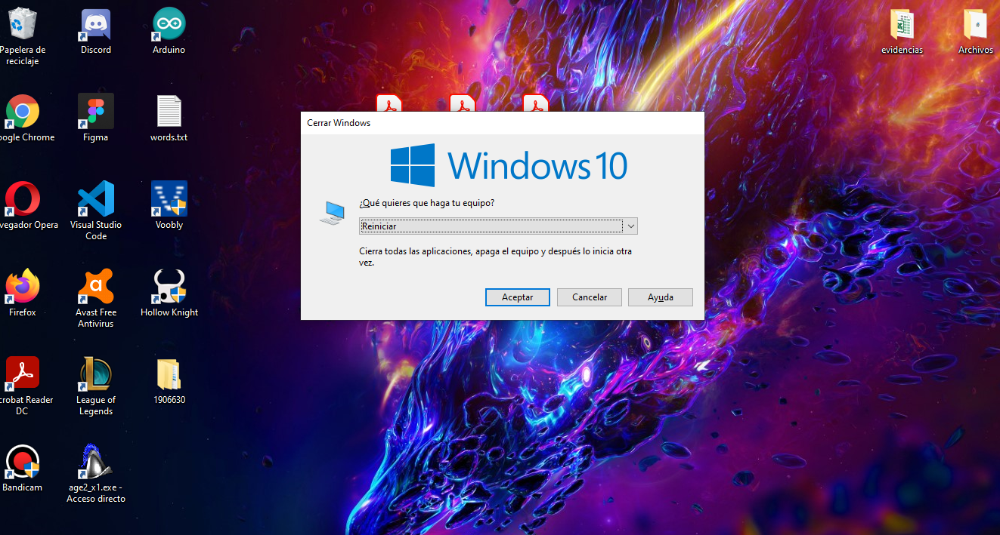 Papelera de
reciclaje
Discord
Arduino
evidencias
Archivos
oogle Chrome
Figma
words.txt
vegador Opera
Visual Studio
Code
Voobly
Firefox
Avast Free
Antivirus
Hollow Knight
crobat Reader
DC
League of
Legends
1906630
Bandicam
age2_x1.exe -
Acceso directo
Cerrar Windows
Windows 10
¿Qué quieres que haga tu equipo?
Reiniciar
Cierra todas las aplicaciones, apaga el equipo y después lo inicia otra
vez.
Aceptar
Cancelar
Ayuda